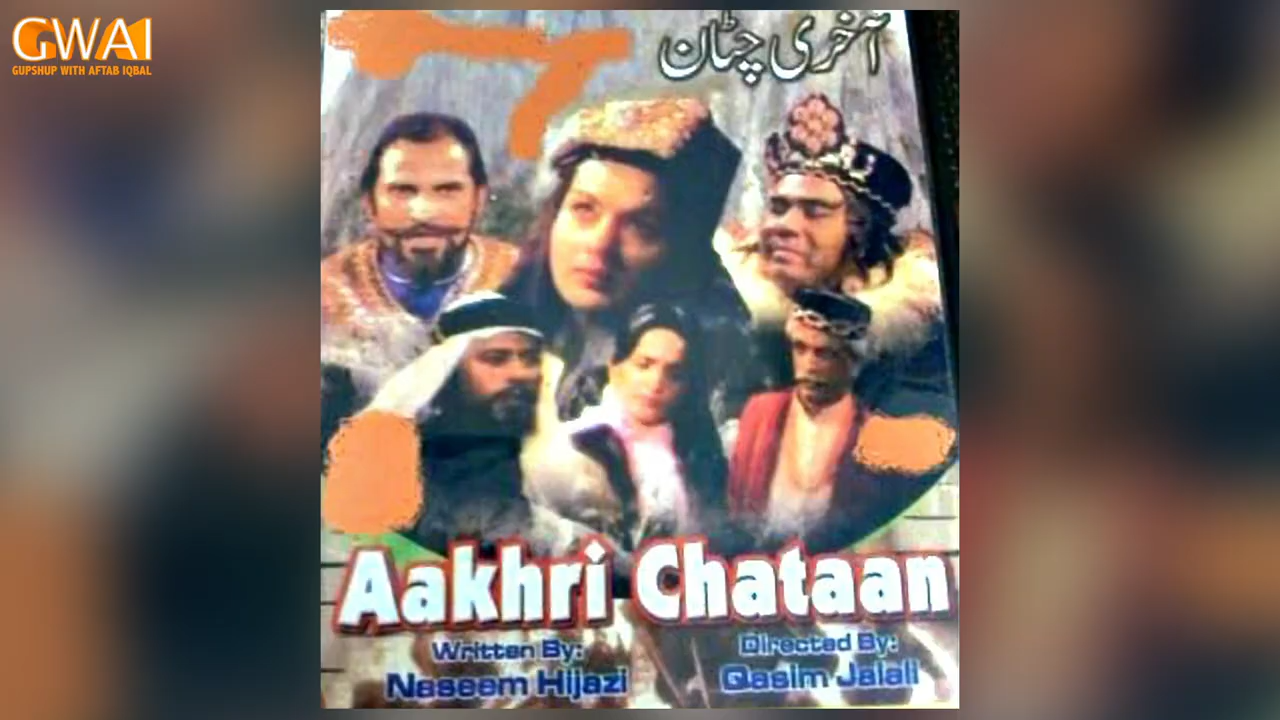 GWAI
GUPSHUP WITH AFTAB IQBAL
آخری چٹان
Aakhri Chataan
Written By:
Directed By:
Naseem Hijazi
Qasim Jalali